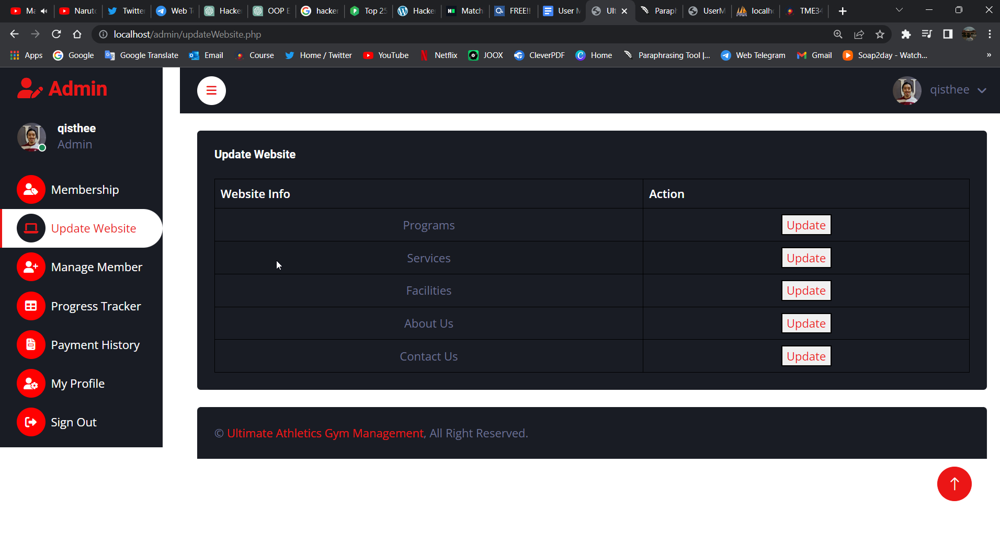 Ma Naruto Twitte Web T Hacke OOP E hacker Top 25 Hacke Match FREE!! User M Ult Paraph UserM localh TME34
localhost/admin/updateWebsite.php
Apps Google Google Translate Email Course Home / Twitter YouTube Netflix JOOX CleverPDF Home Paraphrasing Tool |... Web Telegram Gmail Soap2day - Watch... »
Admin
qisthee
qisthee
Admin
Membership
Update Website
Manage Member
Progress Tracker
Payment History
My Profile
Sign Out
Update Website
Website Info Action
Programs Update
Services Update
Facilities Update
About Us Update
Contact Us Update
© Ultimate Athletics Gym Management, All Right Reserved.